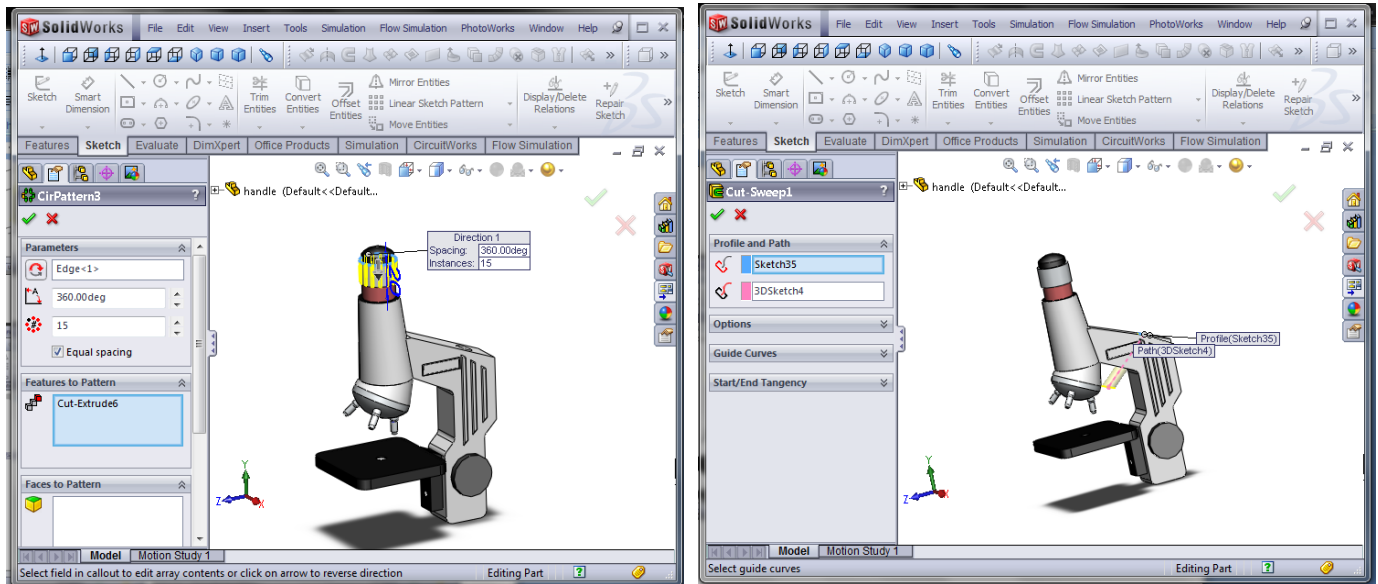 SolidWorks File Edit View Insert Tools Simulation Flow Simulation PhotoWorks Window Help
Sketch Smart Dimension Trim Entities Convert Entities Offset Entities Mirror Entities Linear Sketch Pattern Move Entities Display/Delete Relations Repair Sketch
Features Sketch Evaluate DimXpert Office Products Simulation CircuitWorks Flow Simulation
handle (Default<<Default...
CirPattern3 ?
Parameters
Edge<1>
360.00deg
15
Equal spacing
Features to Pattern
Cut-Extrude6
Faces to Pattern
Direction 1
Spacing: 360.00deg
Instances: 15
Y
Z X
Model Motion Study 1
Select field in callout to edit array contents or click on arrow to reverse direction Editing Part ?
SolidWorks File Edit View Insert Tools Simulation Flow Simulation PhotoWorks Window Help
Sketch Smart Dimension Trim Entities Convert Entities Offset Entities Mirror Entities Linear Sketch Pattern Move Entities Display/Delete Relations Repair Sketch
Features Sketch Evaluate DimXpert Office Products Simulation CircuitWorks Flow Simulation
handle (Default<<Default...
Cut-Sweep1 ?
Profile and Path
Sketch35
3DSketch4
Options
Guide Curves
Start/End Tangency
Profile(Sketch35)
Path(3DSketch4)
Y
Z X
Model Motion Study 1
Select guide curves Editing Part ?